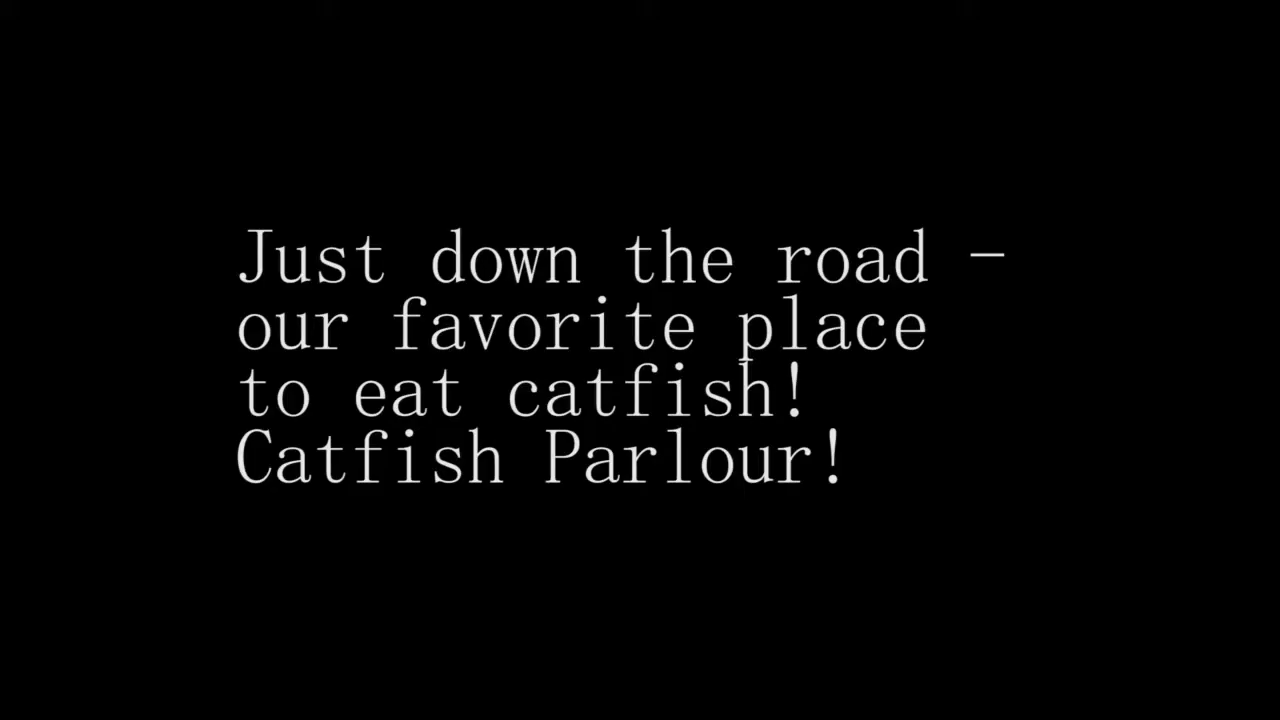 Just down the road -
our favorite place
to eat catfish!
Catfish Parlour!